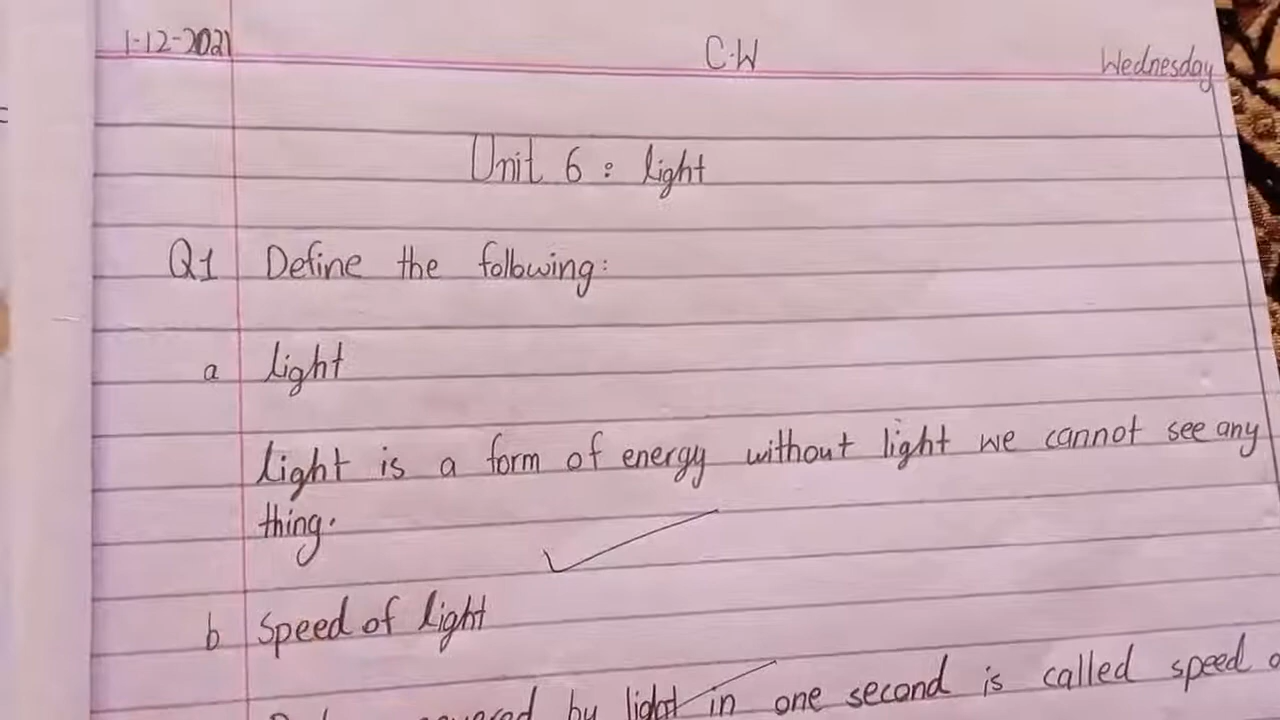 1-12-2021 C.W Wednesday
Unit 6 : light
Q1 Define the following:
a light
light is a form of energy without light we cannot see any
thing.
b Speed of light
by light in one second is called speed